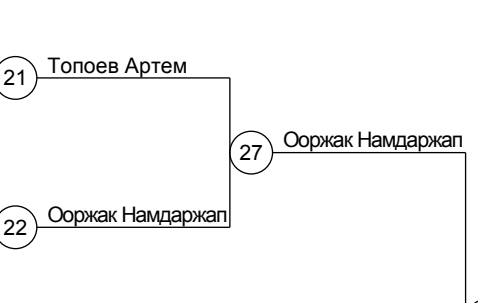 21 Топоев Артем
27 Ооржак Намдаржап
22 Ооржак Намдаржап